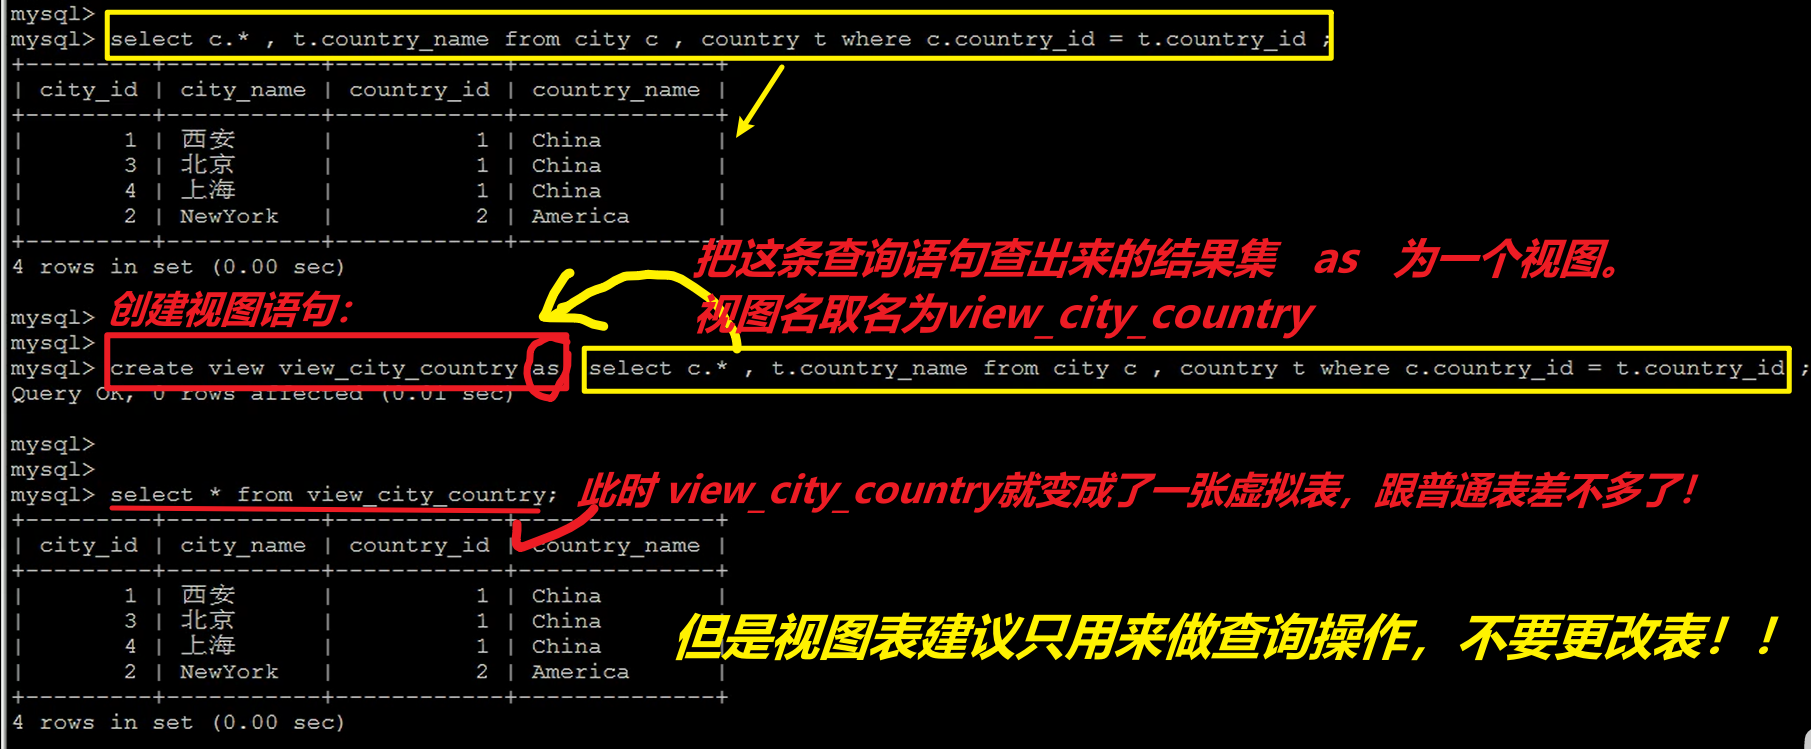 mysql>
mysql> select c.* , t.country_name from city c , country t where c.country_id = t.country_id ;
+---------+-----------+------------+--------------+
| city_id | city_name | country_id | country_name |
+---------+-----------+------------+--------------+
|       1 | 西安      |          1 | China        |
|       3 | 北京      |          1 | China        |
|       4 | 上海      |          1 | China        |
|       2 | NewYork   |          2 | America      |
+---------+-----------+------------+--------------+
4 rows in set (0.00 sec)
把这条查询语句查出来的结果集 as 为一个视图。
视图名取名为view_city_country
创建视图语句：
mysql>
mysql>
mysql> create view view_city_country as select c.* , t.country_name from city c , country t where c.country_id = t.country_id ;
Query OK, 0 rows affected (0.01 sec)
mysql>
mysql>
mysql> select * from view_city_country;
此时 view_city_country就变成了一张虚拟表，跟普通表差不多了！
+---------+-----------+------------+--------------+
| city_id | city_name | country_id | country_name |
+---------+-----------+------------+--------------+
|       1 | 西安      |          1 | China        |
|       3 | 北京      |          1 | China        |
|       4 | 上海      |          1 | China        |
|       2 | NewYork   |          2 | America      |
+---------+-----------+------------+--------------+
但是视图表建议只用来做查询操作，不要更改表！！
4 rows in set (0.00 sec)